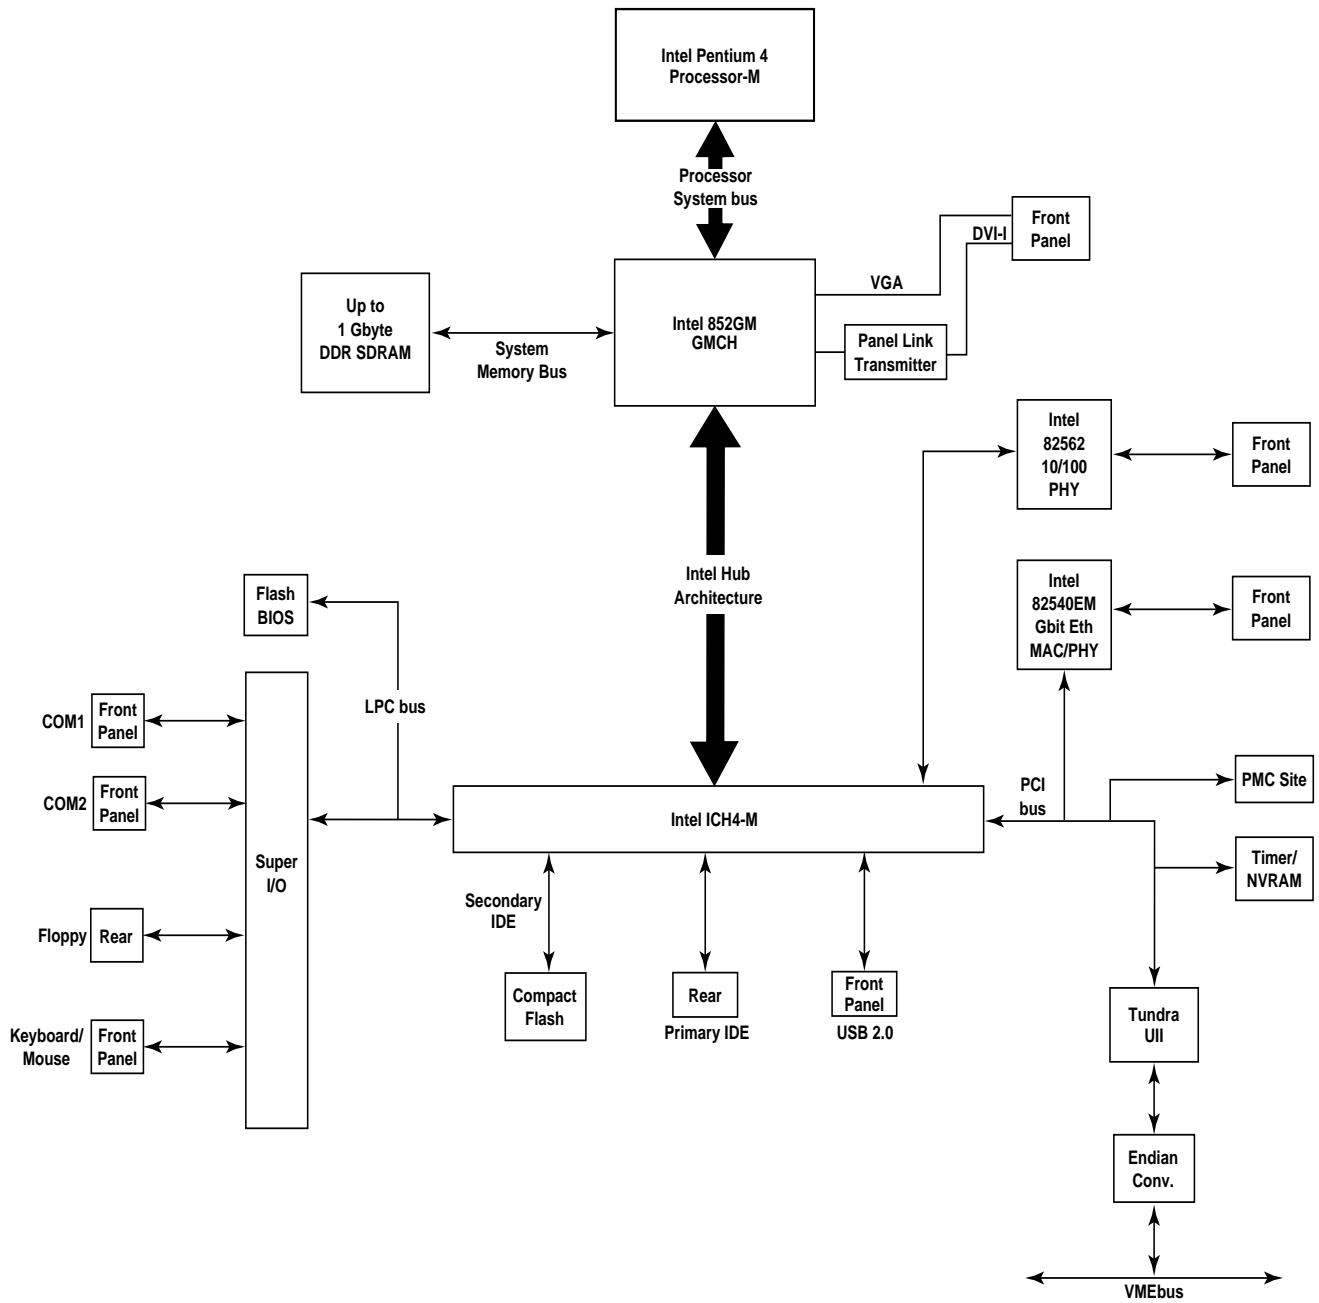 Intel Pentium 4
Processor-M
Processor
System bus
Front
Panel
DVI-I
VGA
Up to
1 Gbyte
DDR SDRAM
System
Memory Bus
Intel 852GM
GMCH
Panel Link
Transmitter
Intel
82562
10/100
PHY
Front
Panel
Intel Hub
Architecture
Intel
82540EM
Gbit Eth
MAC/PHY
Front
Panel
Flash
BIOS
LPC bus
COM1
Front
Panel
COM2
Front
Panel
Super
I/O
Floppy
Rear
Keyboard/
Mouse
Front
Panel
Intel ICH4-M
PCI
bus
PMC Site
Timer/
NVRAM
Secondary
IDE
Compact
Flash
Rear
Primary IDE
Front
Panel
USB 2.0
Tundra
UII
Endian
Conv.
VMEbus